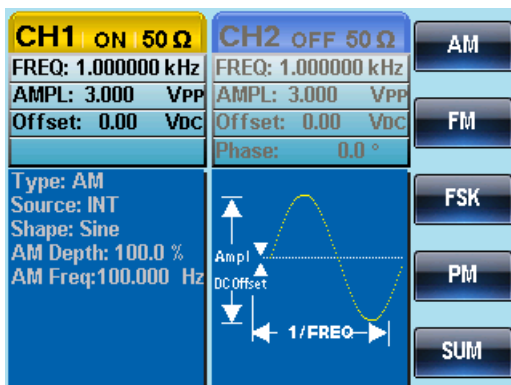 CH1 ON 50 Ω
FREQ: 1.000000 kHz
AMPL: 3.000 VPP
Offset: 0.00 VDC
CH2 OFF 50 Ω
FREQ: 1.000000 kHz
AMPL: 3.000 VPP
Offset: 0.00 VDC
Phase: 0.0 °
Type: AM
Source: INT
Shape: Sine
AM Depth: 100.0 %
AM Freq:100.000 Hz
Ampl
DC Offset
1/FREQ
AM
FM
FSK
PM
SUM